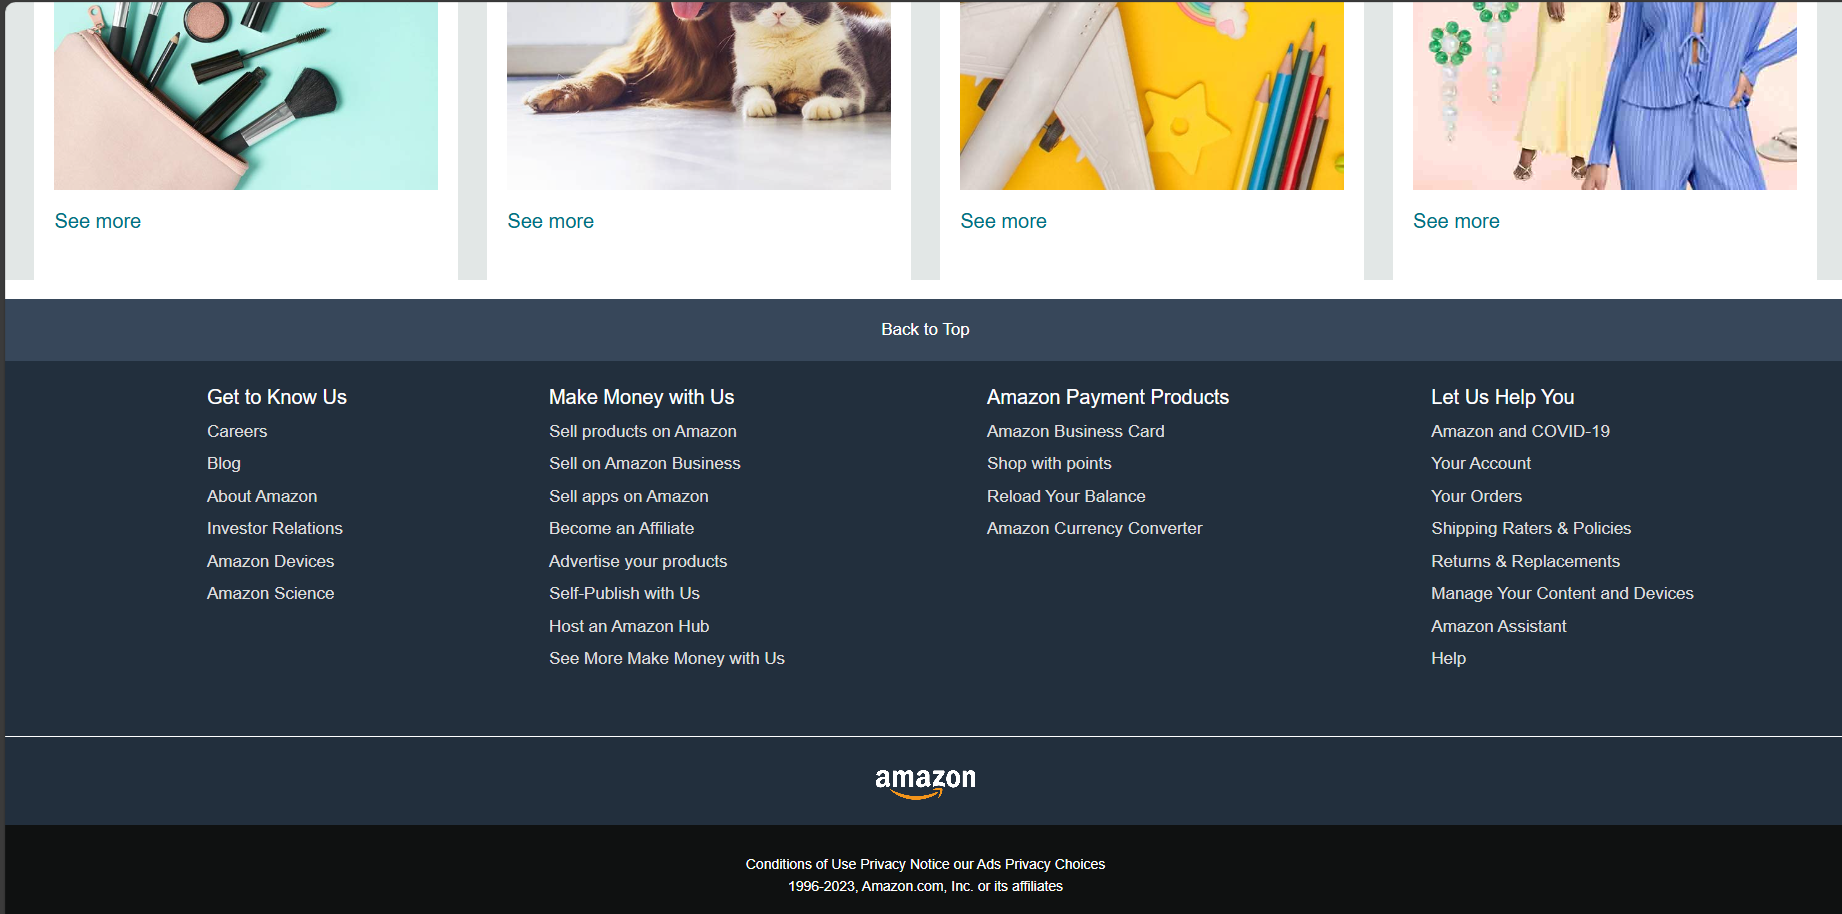 See more
See more
See more
See more
Back to Top
Get to Know Us
Careers
Blog
About Amazon
Investor Relations
Amazon Devices
Amazon Science
Make Money with Us
Sell products on Amazon
Sell on Amazon Business
Sell apps on Amazon
Become an Affiliate
Advertise your products
Self-Publish with Us
Host an Amazon Hub
See More Make Money with Us
Amazon Payment Products
Amazon Business Card
Shop with points
Reload Your Balance
Amazon Currency Converter
Let Us Help You
Amazon and COVID-19
Your Account
Your Orders
Shipping Raters & Policies
Returns & Replacements
Manage Your Content and Devices
Amazon Assistant
Help
amazon
Conditions of Use Privacy Notice our Ads Privacy Choices
1996-2023, Amazon.com, Inc. or its affiliates